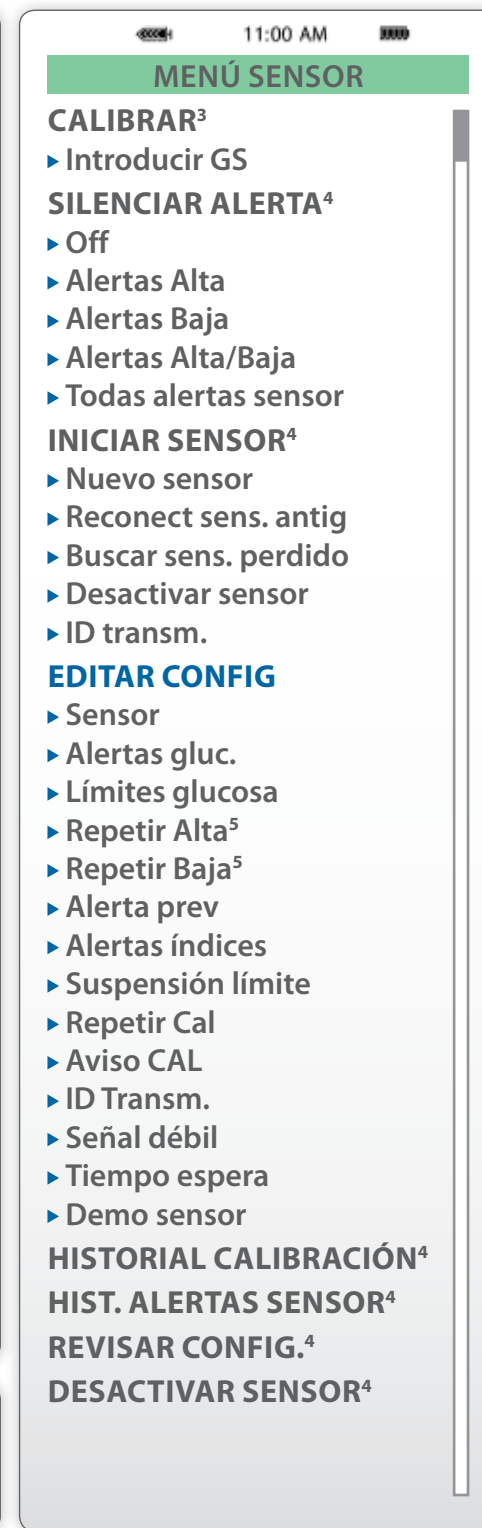 11:00 AM
MENÚ SENSOR
CALIBRAR³
▸ Introducir GS
SILENCIAR ALERTA⁴
▸ Off
▸ Alertas Alta
▸ Alertas Baja
▸ Alertas Alta/Baja
▸ Todas alertas sensor
INICIAR SENSOR⁴
▸ Nuevo sensor
▸ Reconect sens. antig
▸ Buscar sens. perdido
▸ Desactivar sensor
▸ ID transm.
EDITAR CONFIG
▸ Sensor
▸ Alertas gluc.
▸ Límites glucosa
▸ Repetir Alta⁵
▸ Repetir Baja⁵
▸ Alerta prev
▸ Alertas índices
▸ Suspensión límite
▸ Repetir Cal
▸ Aviso CAL
▸ ID Transm.
▸ Señal débil
▸ Tiempo espera
▸ Demo sensor
HISTORIAL CALIBRACIÓN⁴
HIST. ALERTAS SENSOR⁴
REVISAR CONFIG.⁴
DESACTIVAR SENSOR⁴